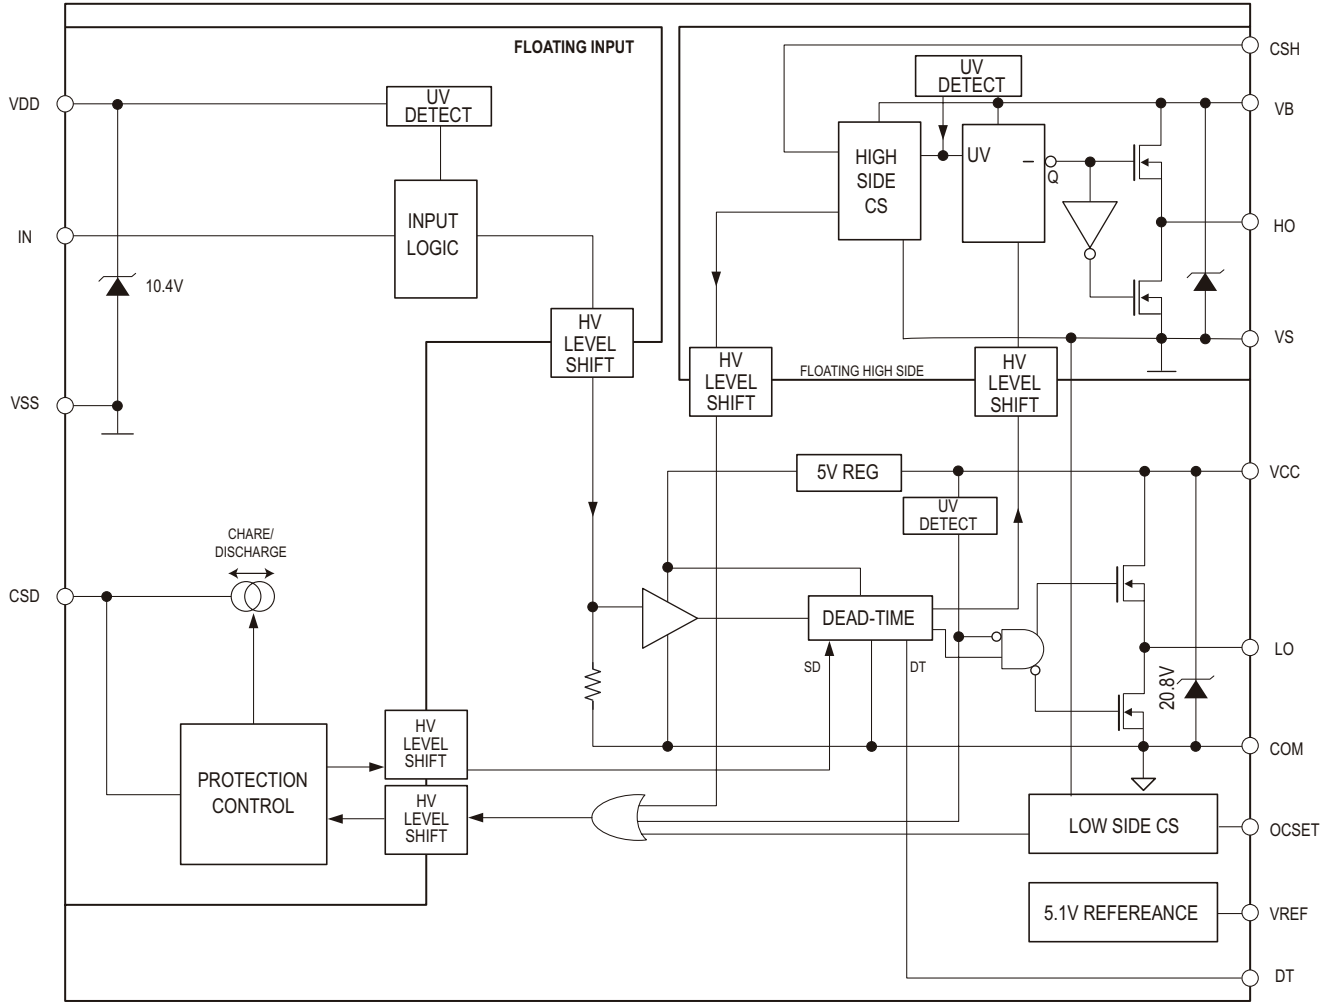 FLOATING INPUT
CSH
UV
DETECT
VDD
UV
DETECT
VB
HIGH
SIDE
CS
UV
–
Q
IN
INPUT
LOGIC
HO
10.4V
HV
LEVEL
SHIFT
VS
HV
LEVEL
SHIFT
FLOATING HIGH SIDE
HV
LEVEL
SHIFT
VSS
5V REG
VCC
UV
DETECT
CHARE/
DISCHARGE
CSD
DEAD-TIME
SD
DT
LO
20.8V
HV
LEVEL
SHIFT
COM
PROTECTION
CONTROL
HV
LEVEL
SHIFT
LOW SIDE CS
OCSET
5.1V REFEREANCE
VREF
DT